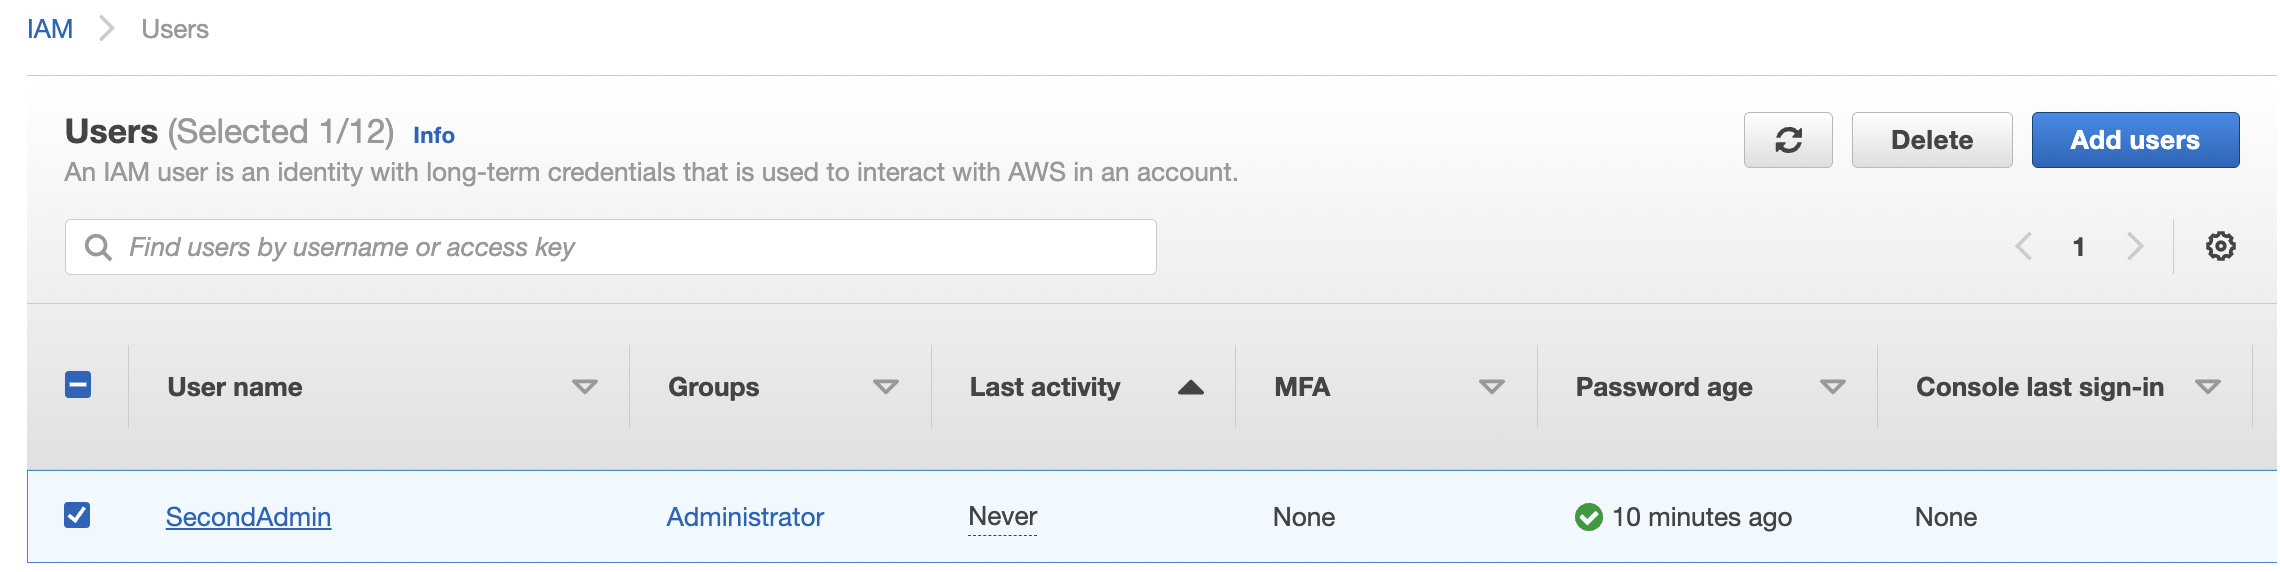 IAM Users
Users (Selected 1/12) Info
An IAM user is an identity with long-term credentials that is used to interact with AWS in an account.
Delete
Add users
Find users by username or access key
1
User name Groups Last activity MFA Password age Console last sign-in
SecondAdmin Administrator Never None 10 minutes ago None